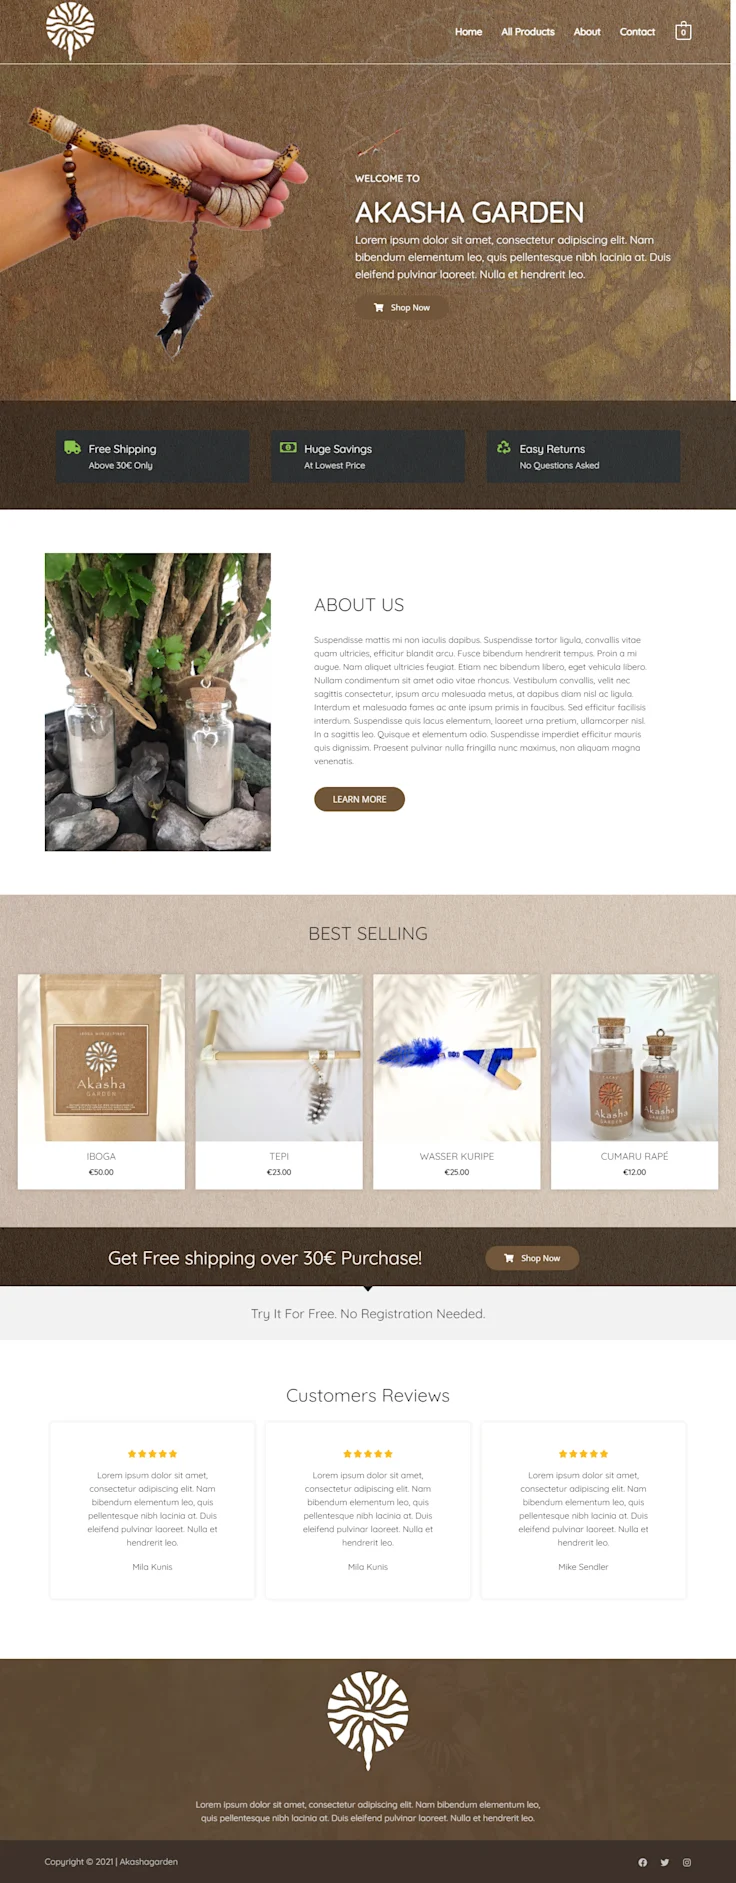 Home All Products About Contact 0
WELCOME TO
AKASHA GARDEN
Lorem ipsum dolor sit amet, consectetur adipiscing elit. Nam
bibendum elementum leo, quis pellentesque nibh lacinia at. Duis
eleifend pulvinar laoreet. Nulla et hendrerit leo.
Shop Now
Free Shipping
Above 30€ Only
Huge Savings
At Lowest Price
Easy Returns
No Questions Asked
ABOUT US
Suspendisse mattis mi non iaculis dapibus. Suspendisse tortor ligula, convallis vitae
quam ultricies, efficitur blandit arcu. Fusce bibendum hendrerit tempus. Proin a mi
augue. Nam aliquet ultricies feugiat. Etiam nec bibendum libero, eget vehicula libero.
Nullam condimentum sit amet odio vitae rhoncus. Vestibulum convallis, velit nec
sagittis consectetur, ipsum arcu malesuada metus, at dapibus diam nisl ac ligula.
Interdum et malesuada fames ac ante ipsum primis in faucibus. Sed efficitur facilisis
interdum. Suspendisse quis lacus elementum, laoreet urna pretium, ullamcorper nisl.
In a sagittis leo. Quisque et elementum odio. Suspendisse imperdiet efficitur mauris
quis dignissim. Praesent pulvinar nulla fringilla nunc maximus, non aliquam magna
venenatis.
LEARN MORE
BEST SELLING
Akasha
GARDEN
Akasha
GARDEN
Akasha
GARDEN
IBOGA
€50.00
TEPI
€23.00
WASSER KURIPE
€25.00
CUMARU RAPÉ
€12.00
Get Free shipping over 30€ Purchase!
Shop Now
Try It For Free. No Registration Needed.
Customers Reviews
Lorem ipsum dolor sit amet,
consectetur adipiscing elit. Nam
bibendum elementum leo, quis
pellentesque nibh lacinia at. Duis
eleifend pulvinar laoreet. Nulla et
hendrerit leo.
Mila Kunis
Lorem ipsum dolor sit amet,
consectetur adipiscing elit. Nam
bibendum elementum leo, quis
pellentesque nibh lacinia at. Duis
eleifend pulvinar laoreet. Nulla et
hendrerit leo.
Mila Kunis
Lorem ipsum dolor sit amet,
consectetur adipiscing elit. Nam
bibendum elementum leo, quis
pellentesque nibh lacinia at. Duis
eleifend pulvinar laoreet. Nulla et
hendrerit leo.
Mike Sendler
Lorem ipsum dolor sit amet, consectetur adipiscing elit. Nam bibendum elementum leo,
quis pellentesque nibh lacinia at. Duis eleifend pulvinar laoreet. Nulla et hendrerit leo.
Copyright © 2021 | Akashagarden